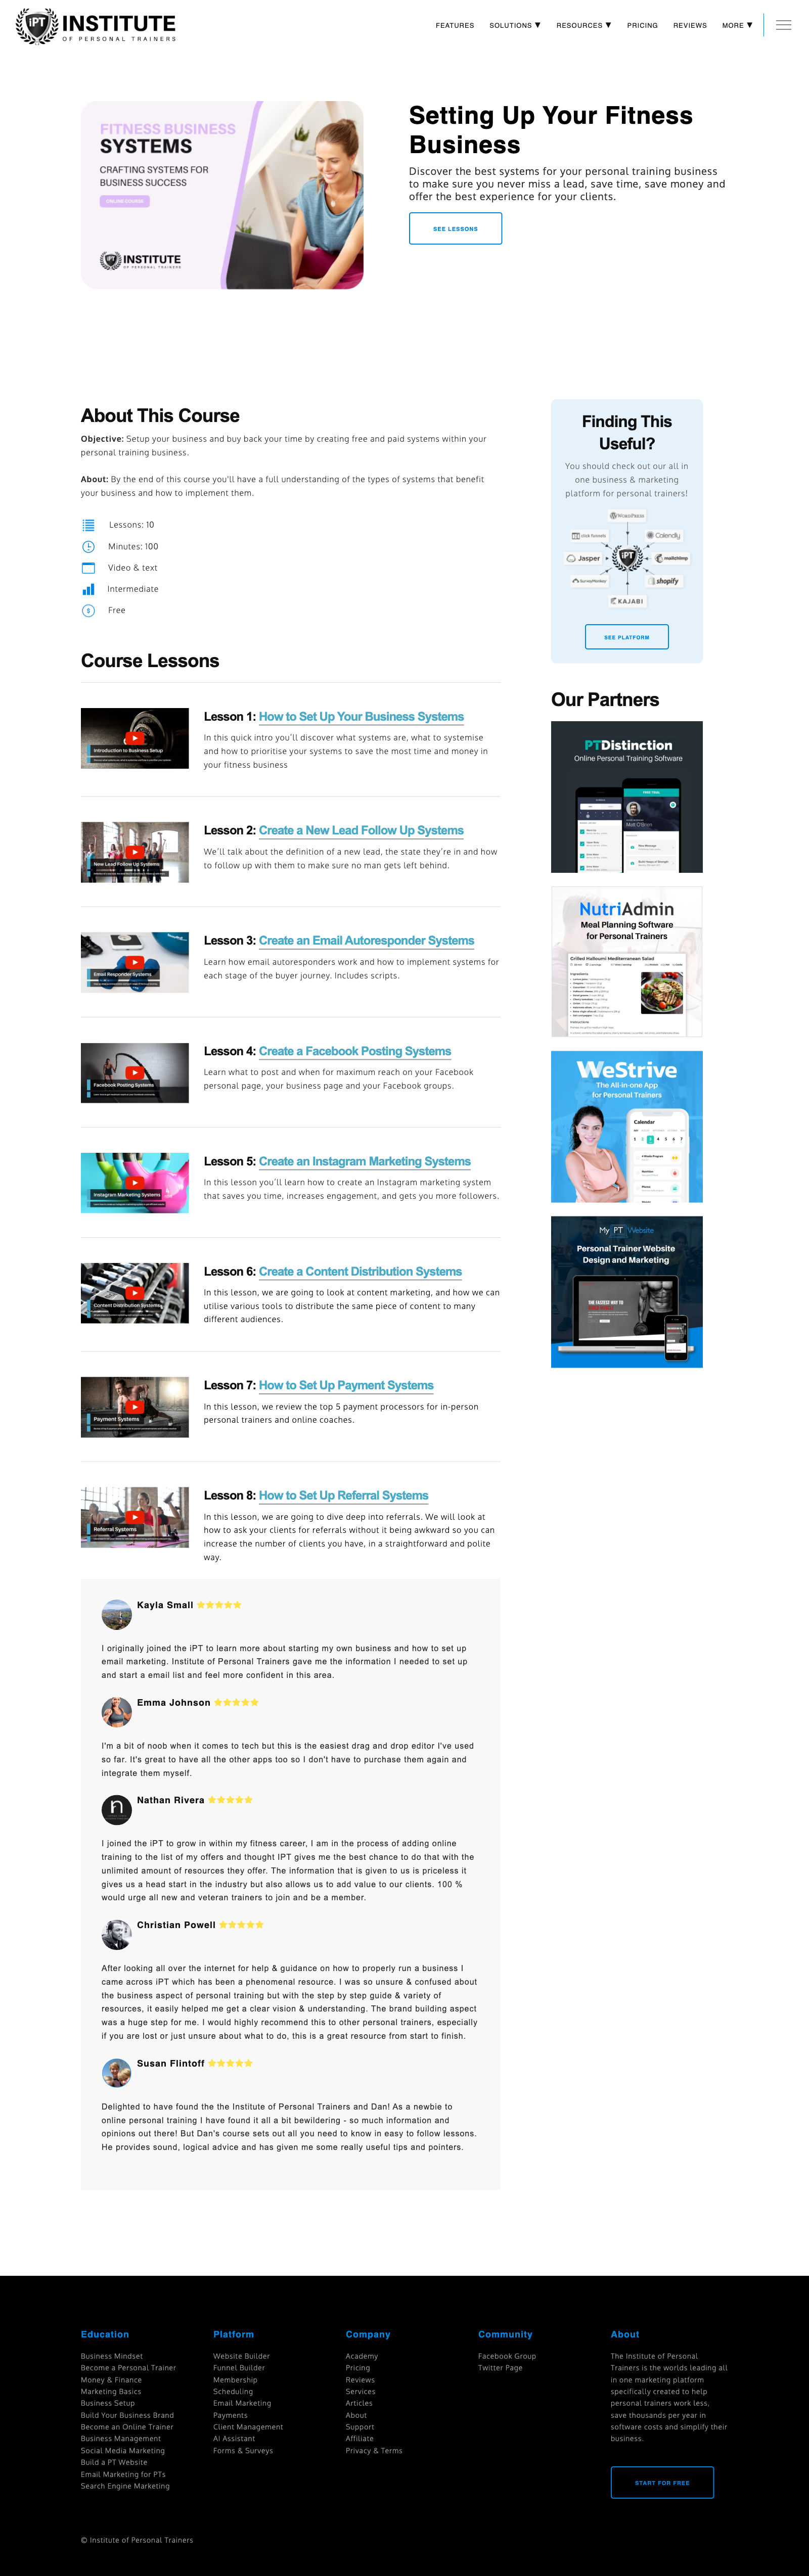 iPT INSTITUTE
OF PERSONAL TRAINERS
FEATURES SOLUTIONS ▼ RESOURCES ▼ PRICING REVIEWS MORE ▼
FITNESS BUSINESS
SYSTEMS
CRAFTING SYSTEMS FOR
BUSINESS SUCCESS
ONLINE COURSE
INSTITUTE
OF PERSONAL TRAINERS
Setting Up Your Fitness
Business
Discover the best systems for your personal training business
to make sure you never miss a lead, save time, save money and
offer the best experience for your clients.
SEE LESSONS
About This Course
Objective: Setup your business and buy back your time by creating free and paid systems within your
personal training business.
About: By the end of this course you'll have a full understanding of the types of systems that benefit
your business and how to implement them.
Lessons: 10
Minutes: 100
Video & text
Intermediate
Free
Course Lessons
Introduction to Business Setup
Lesson 1: How to Set Up Your Business Systems
In this quick intro you'll discover what systems are, what to systemise
and how to prioritise your systems to save the most time and money in
your fitness business
New Lead Follow Up Systems
Lesson 2: Create a New Lead Follow Up Systems
We'll talk about the definition of a new lead, the state they're in and how
to follow up with them to make sure no man gets left behind.
Email Responder Systems
Lesson 3: Create an Email Autoresponder Systems
Learn how email autoresponders work and how to implement systems for
each stage of the buyer journey. Includes scripts.
Facebook Posting Systems
Lesson 4: Create a Facebook Posting Systems
Learn what to post and when for maximum reach on your Facebook
personal page, your business page and your Facebook groups.
Instagram Marketing Systems
Lesson 5: Create an Instagram Marketing Systems
In this lesson you'll learn how to create an Instagram marketing system
that saves you time, increases engagement, and gets you more followers.
Content Distribution Systems
Lesson 6: Create a Content Distribution Systems
In this lesson, we are going to look at content marketing, and how we can
utilise various tools to distribute the same piece of content to many
different audiences.
Payment Systems
Lesson 7: How to Set Up Payment Systems
In this lesson, we review the top 5 payment processors for in-person
personal trainers and online coaches.
Referral Systems
Lesson 8: How to Set Up Referral Systems
In this lesson, we are going to dive deep into referrals. We will look at
how to ask your clients for referrals without it being awkward so you can
increase the number of clients you have, in a straightforward and polite
way.
Kayla Small
I originally joined the iPT to learn more about starting my own business and how to set up
email marketing. Institute of Personal Trainers gave me the information I needed to set up
and start a email list and feel more confident in this area.
Emma Johnson
I'm a bit of noob when it comes to tech but this is the easiest drag and drop editor I've used
so far. It's great to have all the other apps too so I don't have to purchase them again and
integrate them myself.
Nathan Rivera
I joined the iPT to grow in within my fitness career, I am in the process of adding online
training to the list of my offers and thought IPT gives me the best chance to do that with the
unlimited amount of resources they offer. The information that is given to us is priceless it
gives us a head start in the industry but also allows us to add value to our clients. 100 %
would urge all new and veteran trainers to join and be a member.
Christian Powell
After looking all over the internet for help & guidance on how to properly run a business I
came across iPT which has been a phenomenal resource. I was so unsure & confused about
the business aspect of personal training but with the step by step guide & variety of
resources, it easily helped me get a clear vision & understanding. The brand building aspect
was a huge step for me. I would highly recommend this to other personal trainers, especially
if you are lost or just unsure about what to do, this is a great resource from start to finish.
Susan Flintoff
Delighted to have found the the Institute of Personal Trainers and Dan! As a newbie to
online personal training I have found it all a bit bewildering - so much information and
opinions out there! But Dan's course sets out all you need to know in easy to follow lessons.
He provides sound, logical advice and has given me some really useful tips and pointers.
Finding This
Useful?
You should check out our all in
one business & marketing
platform for personal trainers!
WORDPRESS
click funnels
Calendly
Jasper
iPT
mailchimp
SurveyMonkey
shopify
KAJABI
SEE PLATFORM
Our Partners
PTDistinction
Online Personal Training Software
FREE TRIAL
NutriAdmin
Meal Planning Software
for Personal Trainers
Grilled Halloumi Mediterranean Salad
WeStrive
The All-in-one App
for Personal Trainers
Calendar
1 2 3 4 5 6 7
My PT Website
Personal Trainer Website
Design and Marketing
THE FASTEST WAY TO
Education
Business Mindset
Become a Personal Trainer
Money & Finance
Marketing Basics
Business Setup
Build Your Business Brand
Become an Online Trainer
Business Management
Social Media Marketing
Build a PT Website
Email Marketing for PTs
Search Engine Marketing
Platform
Website Builder
Funnel Builder
Membership
Scheduling
Email Marketing
Payments
Client Management
AI Assistant
Forms & Surveys
Company
Academy
Pricing
Reviews
Services
Articles
About
Support
Affiliate
Privacy & Terms
Community
Facebook Group
Twitter Page
About
The Institute of Personal
Trainers is the worlds leading all
in one marketing platform
specifically created to help
personal trainers work less,
save thousands per year in
software costs and simplify their
business.
START FOR FREE
© Institute of Personal Trainers